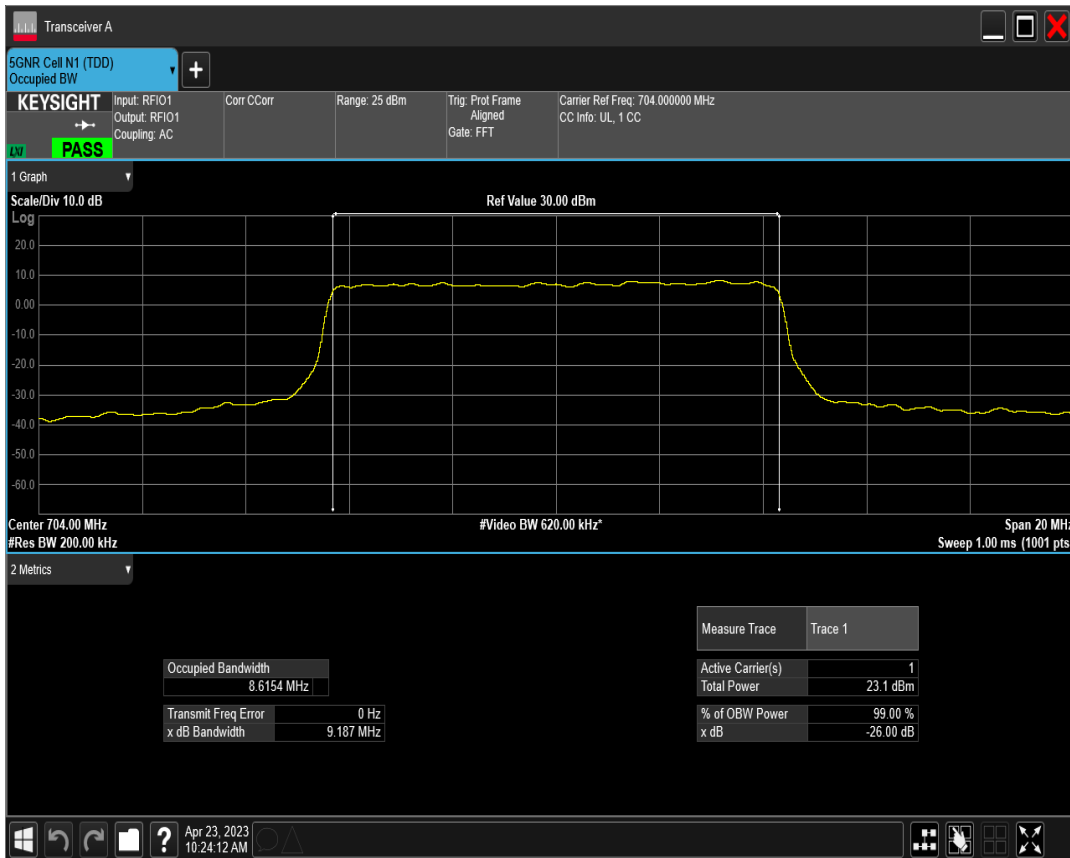 Transceiver A
5GNR Cell N1 (TDD)
Occupied BW
+
KEYSIGHT
LXI
PASS
Input: RFIO1
Output: RFIO1
Coupling: AC
Corr CCorr
Range: 25 dBm
Trig: Prot Frame
Aligned
Gate: FFT
Carrier Ref Freq: 704.000000 MHz
CC Info: UL, 1 CC
1 Graph
Scale/Div 10.0 dB
Ref Value 30.00 dBm
Log
20.0
10.0
0.00
-10.0
-20.0
-30.0
-40.0
-50.0
-60.0
Center 704.00 MHz
#Video BW 620.00 kHz*
Span 20 MHz
#Res BW 200.00 kHz
Sweep 1.00 ms (1001 pts
2 Metrics
Measure Trace Trace 1
Occupied Bandwidth
8.6154 MHz
Active Carrier(s) 1
Total Power 23.1 dBm
Transmit Freq Error 0 Hz
x dB Bandwidth 9.187 MHz
% of OBW Power 99.00 %
x dB -26.00 dB
?
Apr 23, 2023
10:24:12 AM